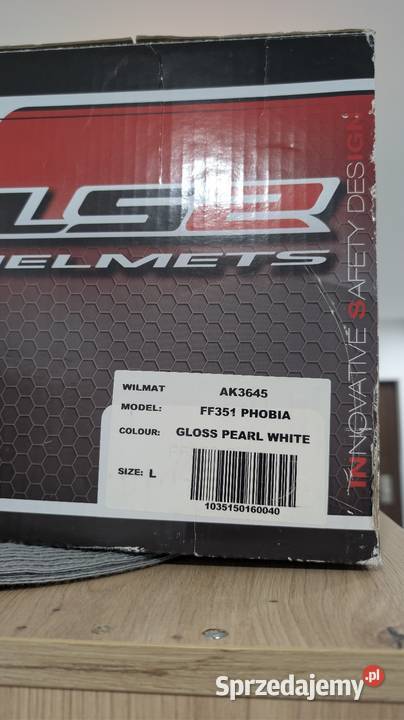 LS2
HELMETS
INNOVATIVE SAFETY DESIGN
WILMAT AK3645
MODEL: FF351 PHOBIA
COLOUR: GLOSS PEARL WHITE
SIZE: L
1035150160040
Sprzedajemy.pl